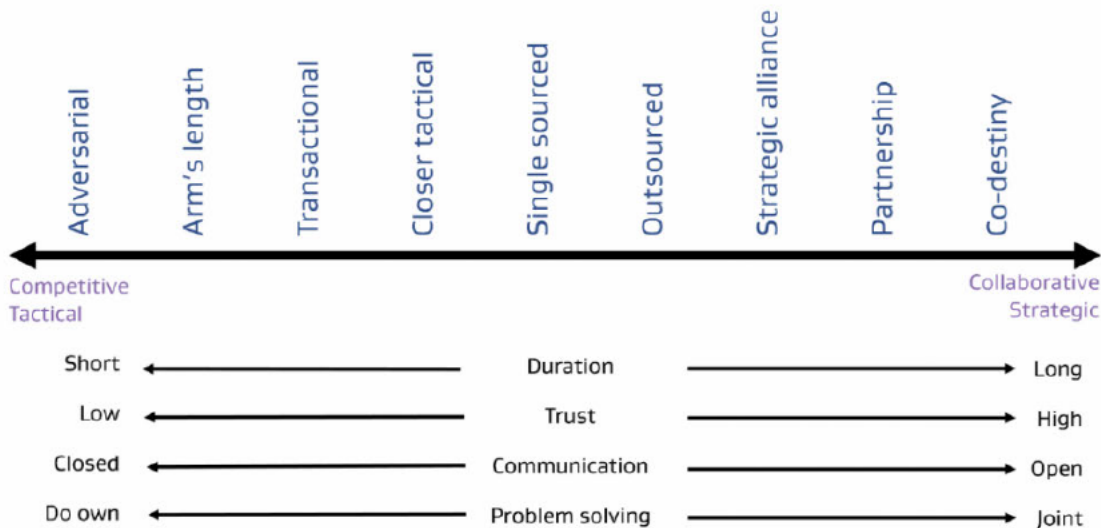 Adversarial
Arm's length
Transactional
Closer tactical
Single sourced
Outsourced
Strategic alliance
Partnership
Co-destiny
Competitive
Tactical
Collaborative
Strategic
Short Duration Long
Low Trust High
Closed Communication Open
Do own Problem solving Joint